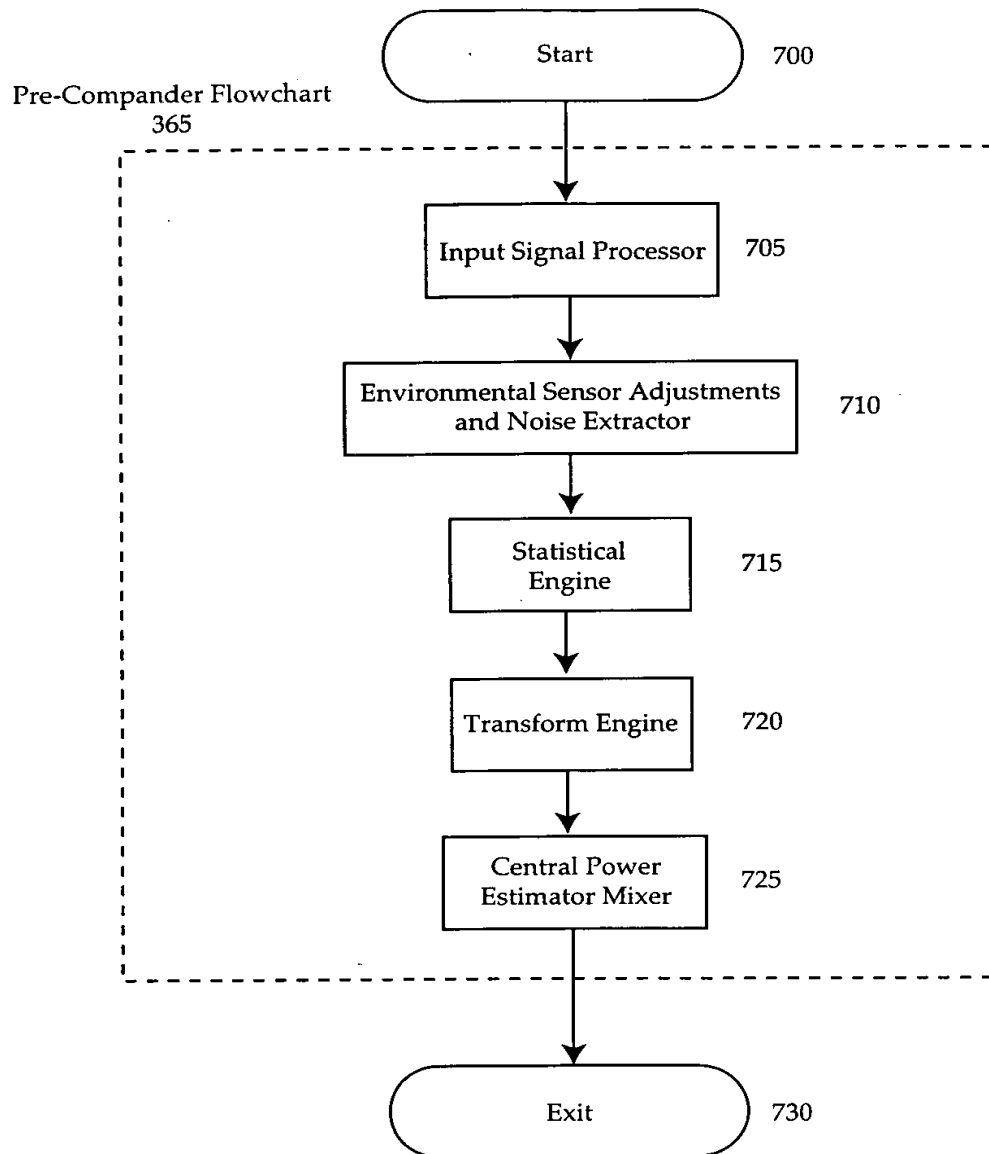 Start
700
Pre-Compander Flowchart
365
Input Signal Processor
705
Environmental Sensor Adjustments
and Noise Extractor
710
Statistical
Engine
715
Transform Engine
720
Central Power
Estimator Mixer
725
Exit
730